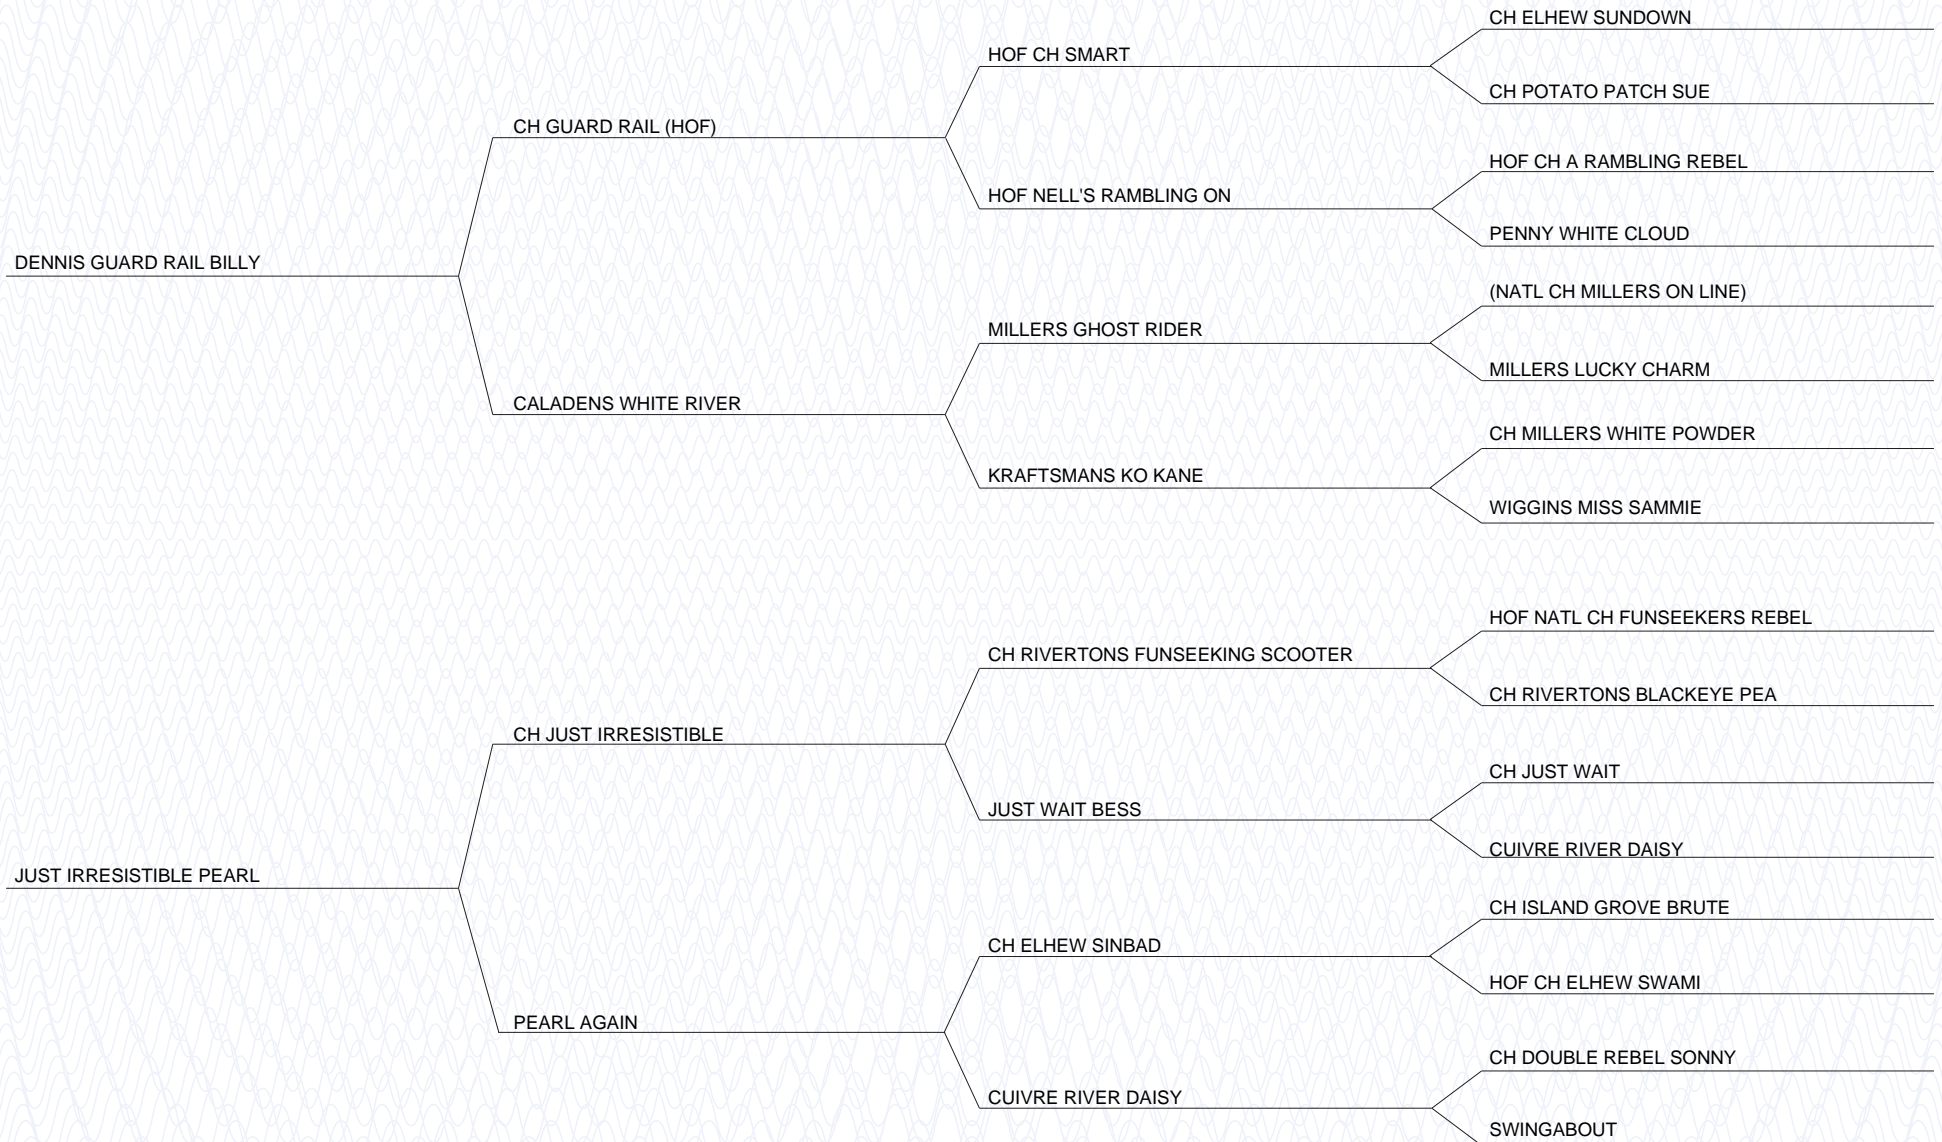 CH ELHEW SUNDOWN
HOF CH SMART
CH POTATO PATCH SUE
CH GUARD RAIL (HOF)
HOF CH A RAMBLING REBEL
HOF NELL'S RAMBLING ON
PENNY WHITE CLOUD
DENNIS GUARD RAIL BILLY
(NATL CH MILLERS ON LINE)
MILLERS GHOST RIDER
MILLERS LUCKY CHARM
CALADENS WHITE RIVER
CH MILLERS WHITE POWDER
KRAFTSMANS KO KANE
WIGGINS MISS SAMMIE
HOF NATL CH FUNSEEKERS REBEL
CH RIVERTONS FUNSEEKING SCOOTER
CH RIVERTONS BLACKEYE PEA
CH JUST IRRESISTIBLE
CH JUST WAIT
JUST WAIT BESS
CUIVRE RIVER DAISY
JUST IRRESISTIBLE PEARL
CH ISLAND GROVE BRUTE
CH ELHEW SINBAD
HOF CH ELHEW SWAMI
PEARL AGAIN
CH DOUBLE REBEL SONNY
CUIVRE RIVER DAISY
SWINGABOUT